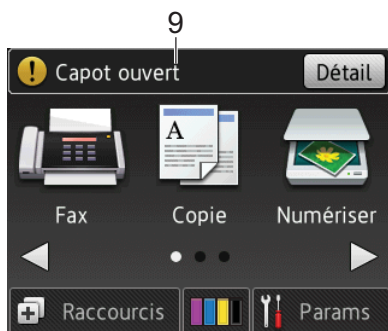 9
Capot ouvert Détail
A
Fax Copie Numériser
Raccourcis Params